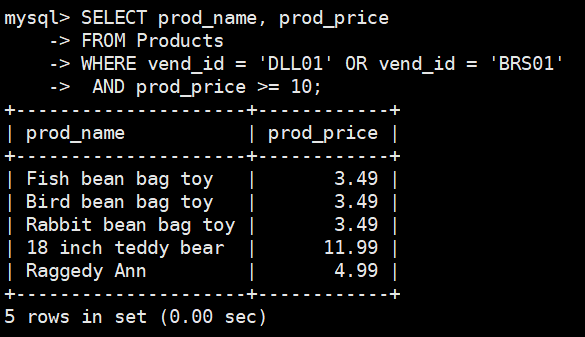 mysql> SELECT prod_name, prod_price
    -> FROM Products
    -> WHERE vend_id = 'DLL01' OR vend_id = 'BRS01'
    ->  AND prod_price >= 10;
+---------------------+------------+
| prod_name           | prod_price |
+---------------------+------------+
| Fish bean bag toy   |       3.49 |
| Bird bean bag toy   |       3.49 |
| Rabbit bean bag toy |       3.49 |
| 18 inch teddy bear  |      11.99 |
| Raggedy Ann         |       4.99 |
+---------------------+------------+
5 rows in set (0.00 sec)